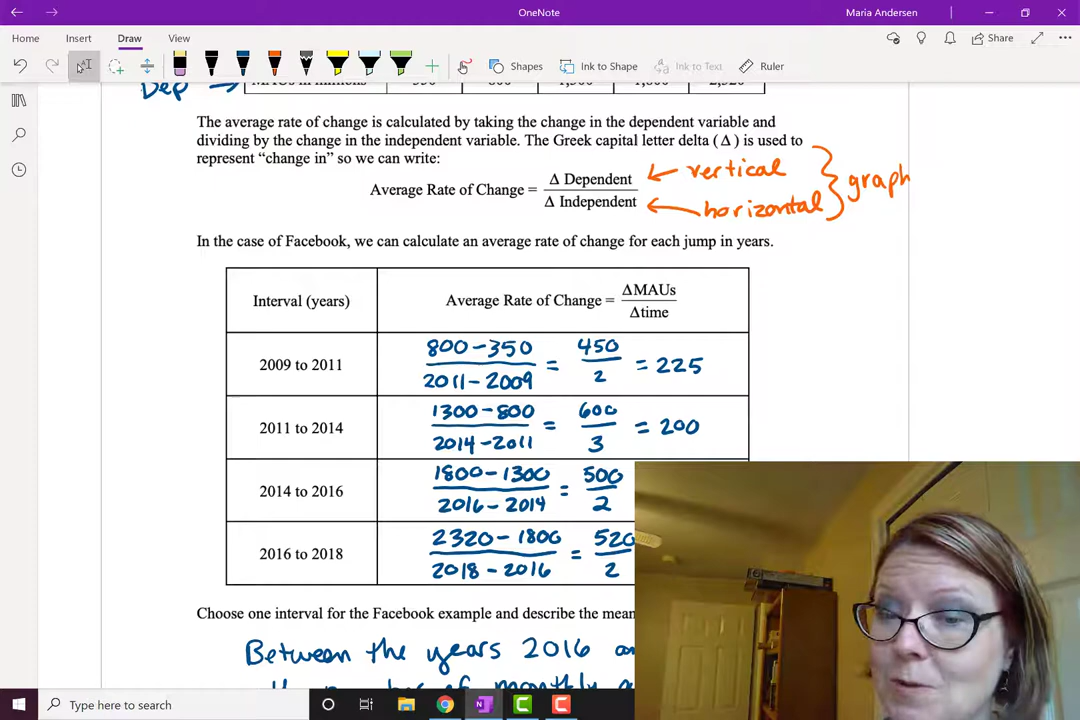 OneNote
Maria Andersen
Home Insert Draw View
Share
Shapes Ink to Shape Ink to Text Ruler
Dep →
The average rate of change is calculated by taking the change in the dependent variable and
dividing by the change in the independent variable. The Greek capital letter delta (Δ) is used to
represent “change in” so we can write:
Average Rate of Change = Δ Dependent / Δ Independent
← vertical
← horizontal
} graph
In the case of Facebook, we can calculate an average rate of change for each jump in years.
Interval (years) Average Rate of Change = ΔMAUs / Δtime
2009 to 2011 800-350 / 2011-2009 = 450 / 2 = 225
2011 to 2014 1300-800 / 2014-2011 = 600 / 3 = 200
2014 to 2016 1800-1300 / 2016-2014 = 500 / 2
2016 to 2018 2320-1800 / 2018-2016 = 520 / 2
Choose one interval for the Facebook example and describe the
Between the years 2016
number of monthly
Type here to search